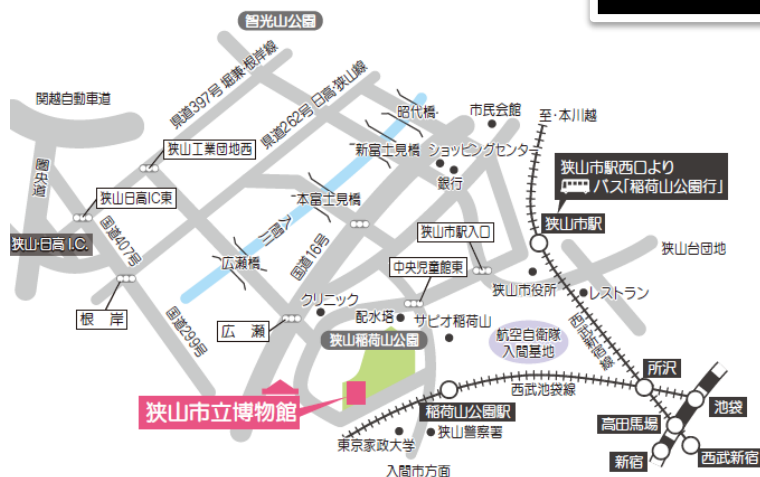 智光山公園
関越自動車道
県道397号 堀兼・根岸線
県道262号 日高・狭山線
昭代橋
市民会館
至・本川越
狭山工業団地西
新富士見橋
ショッピングセンター
銀行
狭山市駅西口より
バス「稲荷山公園行」
圏央道
狭山日高IC東
本富士見橋
入間川
狭山市駅入口
狭山市駅
狭山・日高 I.C.
国道407号
国道16号
広瀬橋
中央児童館東
狭山台団地
狭山市役所
レストラン
根岸
国道299号
広瀬
クリニック
配水塔
サピオ稲荷山
狭山稲荷山公園
航空自衛隊
入間基地
西武新宿線
所沢
狭山市立博物館
稲荷山公園駅
西武池袋線
池袋
高田馬場
東京家政大学
狭山警察署
新宿
西武新宿
入間市方面